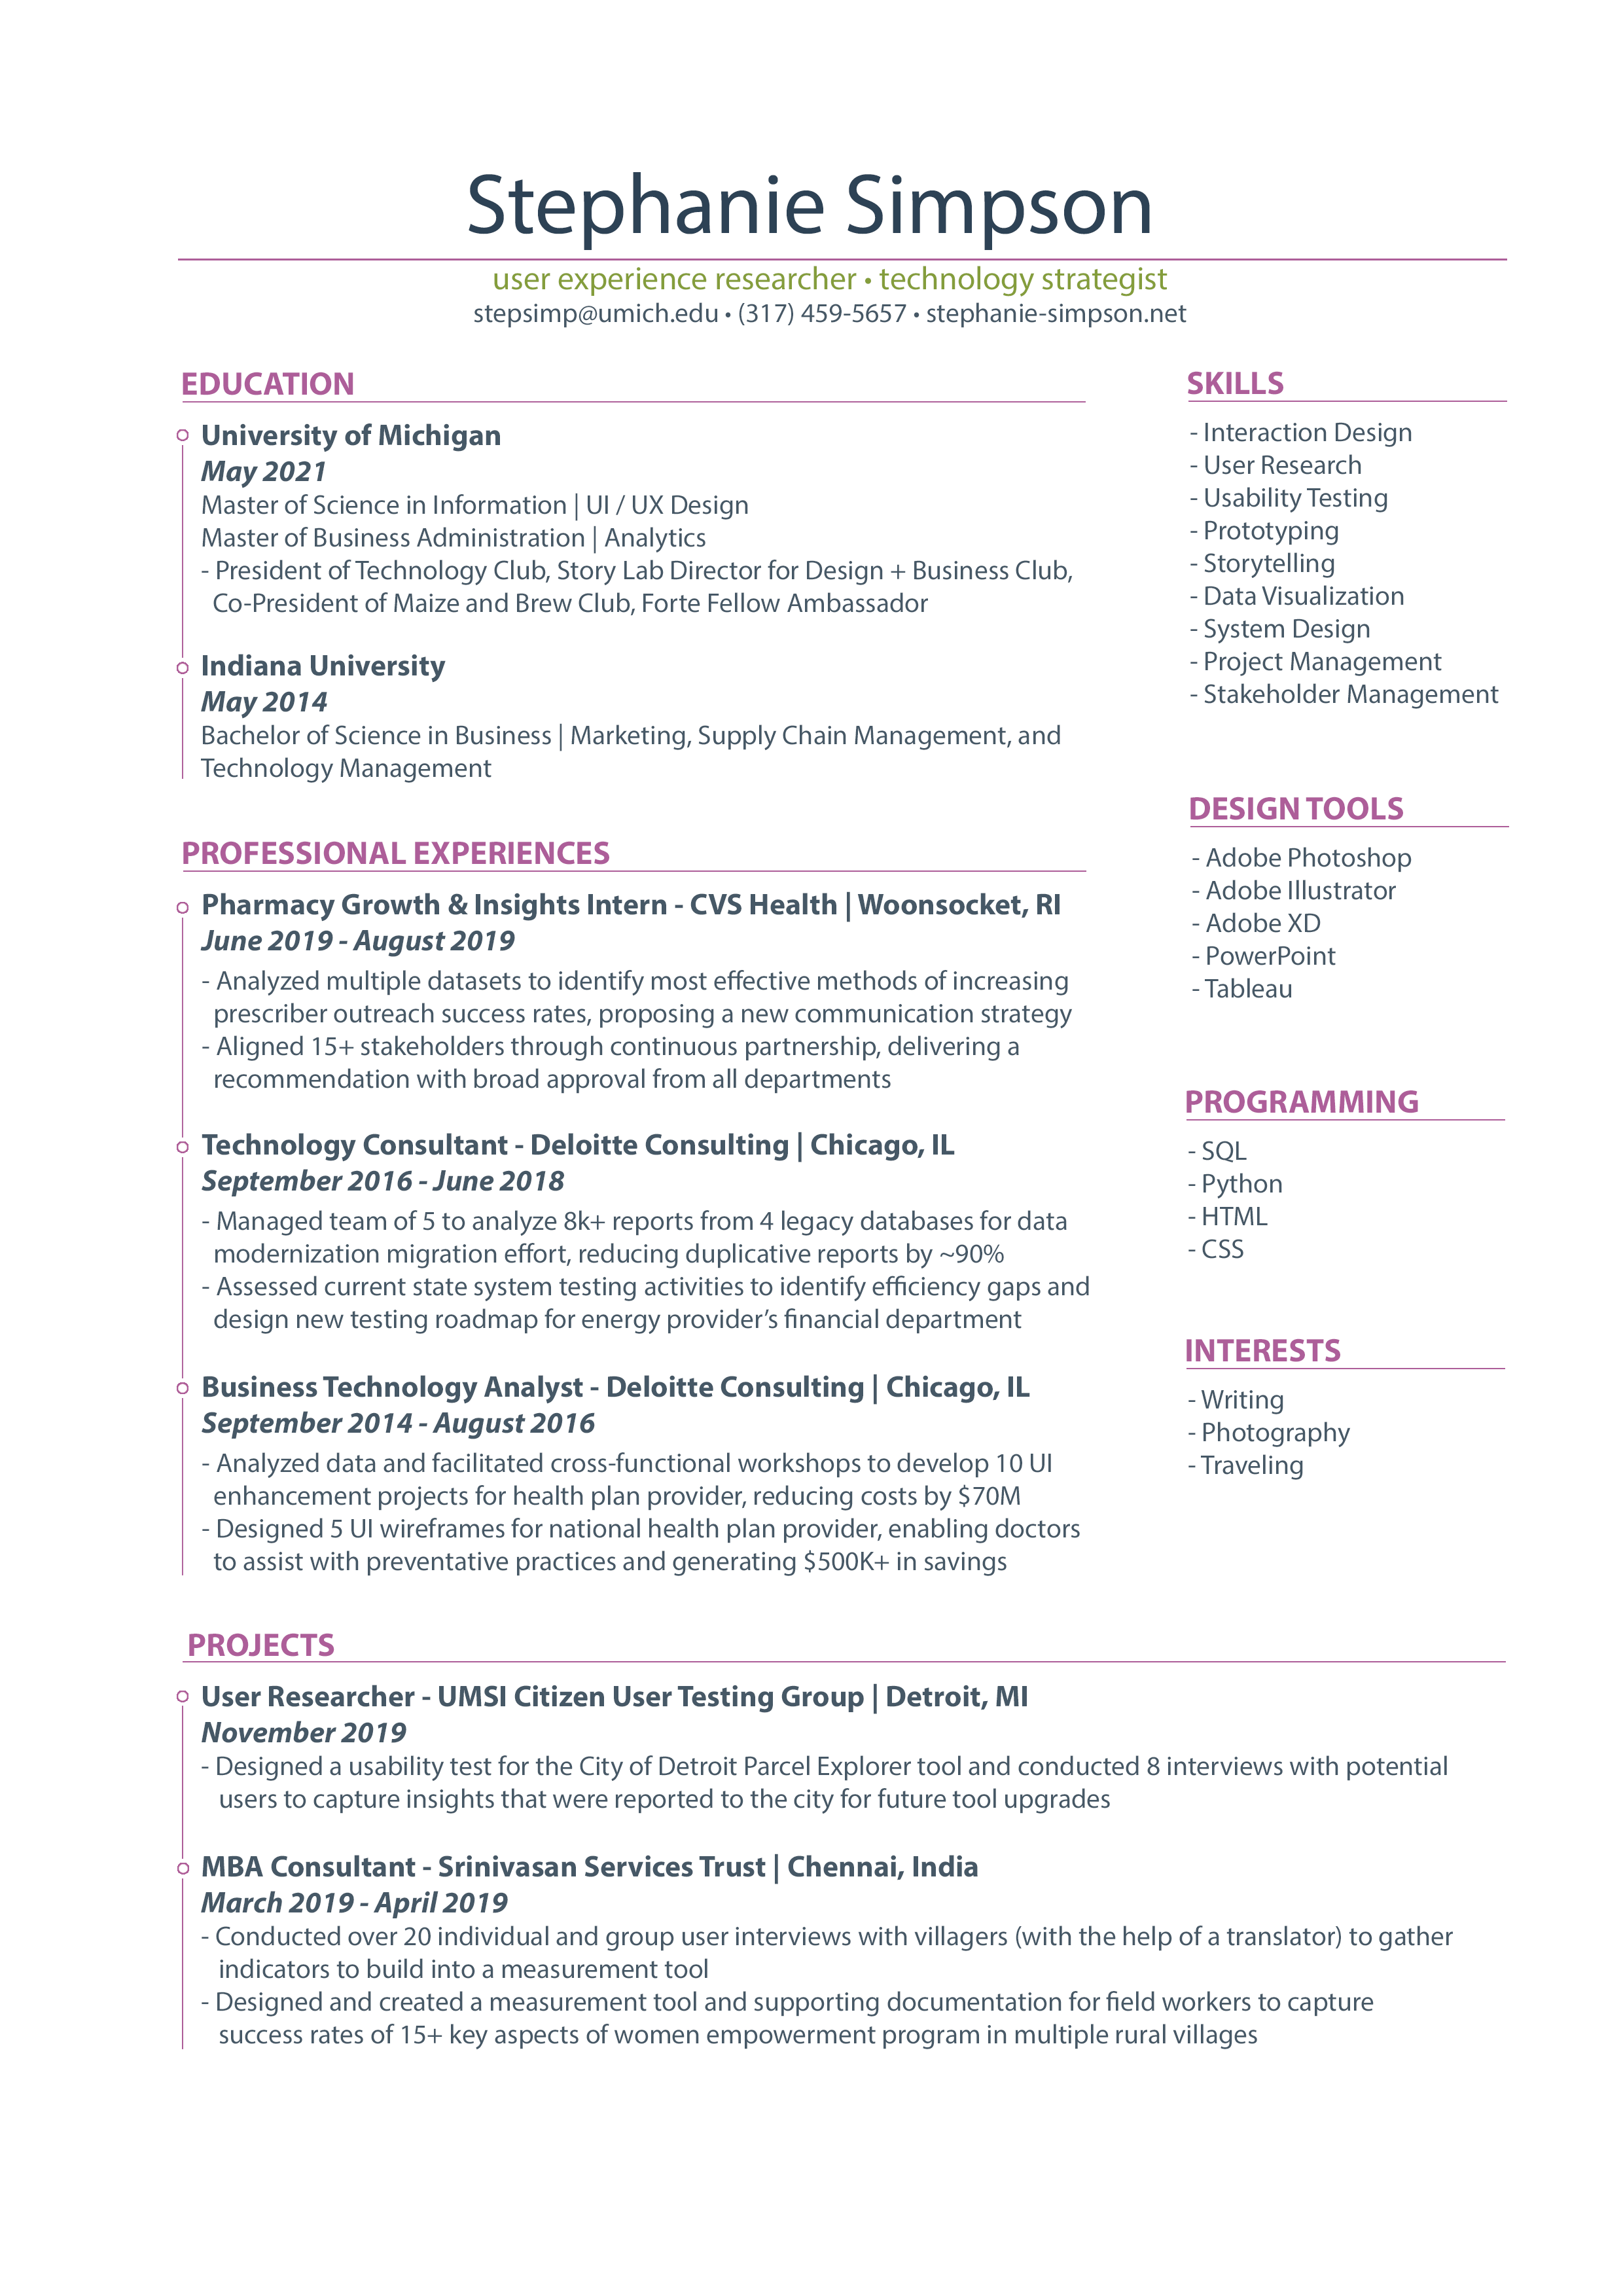 Stephanie Simpson
user experience researcher • technology strategist
stepsimp@umich.edu • (317) 459-5657 • stephanie-simpson.net
EDUCATION
University of Michigan
May 2021
Master of Science in Information | UI / UX Design
Master of Business Administration | Analytics
- President of Technology Club, Story Lab Director for Design + Business Club,
Co-President of Maize and Brew Club, Forte Fellow Ambassador
Indiana University
May 2014
Bachelor of Science in Business | Marketing, Supply Chain Management, and
Technology Management
PROFESSIONAL EXPERIENCES
Pharmacy Growth & Insights Intern - CVS Health | Woonsocket, RI
June 2019 - August 2019
- Analyzed multiple datasets to identify most effective methods of increasing
prescriber outreach success rates, proposing a new communication strategy
- Aligned 15+ stakeholders through continuous partnership, delivering a
recommendation with broad approval from all departments
Technology Consultant - Deloitte Consulting | Chicago, IL
September 2016 - June 2018
- Managed team of 5 to analyze 8k+ reports from 4 legacy databases for data
modernization migration effort, reducing duplicative reports by ~90%
- Assessed current state system testing activities to identify efficiency gaps and
design new testing roadmap for energy provider’s financial department
Business Technology Analyst - Deloitte Consulting | Chicago, IL
September 2014 - August 2016
- Analyzed data and facilitated cross-functional workshops to develop 10 UI
enhancement projects for health plan provider, reducing costs by $70M
- Designed 5 UI wireframes for national health plan provider, enabling doctors
to assist with preventative practices and generating $500K+ in savings
SKILLS
- Interaction Design
- User Research
- Usability Testing
- Prototyping
- Storytelling
- Data Visualization
- System Design
- Project Management
- Stakeholder Management
DESIGN TOOLS
- Adobe Photoshop
- Adobe Illustrator
- Adobe XD
- PowerPoint
- Tableau
PROGRAMMING
- SQL
- Python
- HTML
- CSS
INTERESTS
- Writing
- Photography
- Traveling
PROJECTS
User Researcher - UMSI Citizen User Testing Group | Detroit, MI
November 2019
- Designed a usability test for the City of Detroit Parcel Explorer tool and conducted 8 interviews with potential
users to capture insights that were reported to the city for future tool upgrades
MBA Consultant - Srinivasan Services Trust | Chennai, India
March 2019 - April 2019
- Conducted over 20 individual and group user interviews with villagers (with the help of a translator) to gather
indicators to build into a measurement tool
- Designed and created a measurement tool and supporting documentation for field workers to capture
success rates of 15+ key aspects of women empowerment program in multiple rural villages